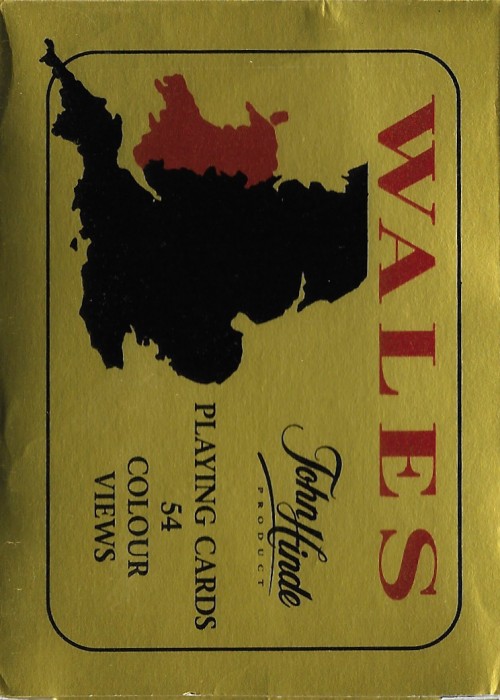 WALES
John Hinde
PRODUCT
PLAYING CARDS
54
COLOUR
VIEWS